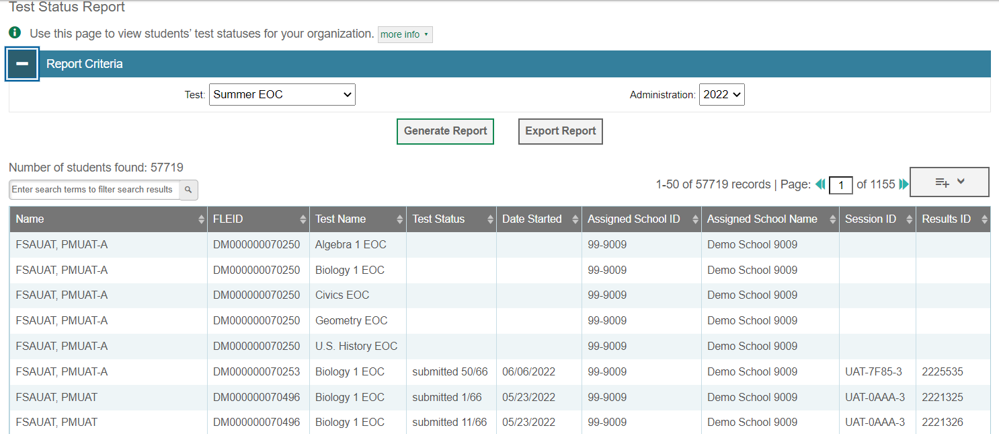 Test Status Report
Use this page to view students' test statuses for your organization. more info
Report Criteria
Test: Summer EOC Administration: 2022
Generate Report Export Report
Number of students found: 57719
Enter search terms to filter search results 1-50 of 57719 records | Page: 1 of 1155
Name FLEID Test Name Test Status Date Started Assigned School ID Assigned School Name Session ID Results ID
FSAUAT, PMUAT-A DM000000070250 Algebra 1 EOC 99-9009 Demo School 9009
FSAUAT, PMUAT-A DM000000070250 Biology 1 EOC 99-9009 Demo School 9009
FSAUAT, PMUAT-A DM000000070250 Civics EOC 99-9009 Demo School 9009
FSAUAT, PMUAT-A DM000000070250 Geometry EOC 99-9009 Demo School 9009
FSAUAT, PMUAT-A DM000000070250 U.S. History EOC 99-9009 Demo School 9009
FSAUAT, PMUAT-A DM000000070253 Biology 1 EOC submitted 50/66 06/06/2022 99-9009 Demo School 9009 UAT-7F85-3 2225535
FSAUAT, PMUAT DM000000070496 Biology 1 EOC submitted 1/66 05/23/2022 99-9009 Demo School 9009 UAT-0AAA-3 2221325
FSAUAT, PMUAT DM000000070496 Biology 1 EOC submitted 11/66 05/23/2022 99-9009 Demo School 9009 UAT-0AAA-3 2221326